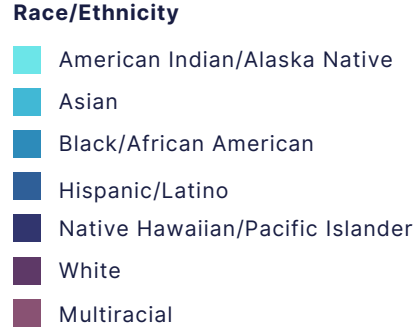 Race/Ethnicity
American Indian/Alaska Native
Asian
Black/African American
Hispanic/Latino
Native Hawaiian/Pacific Islander
White
Multiracial